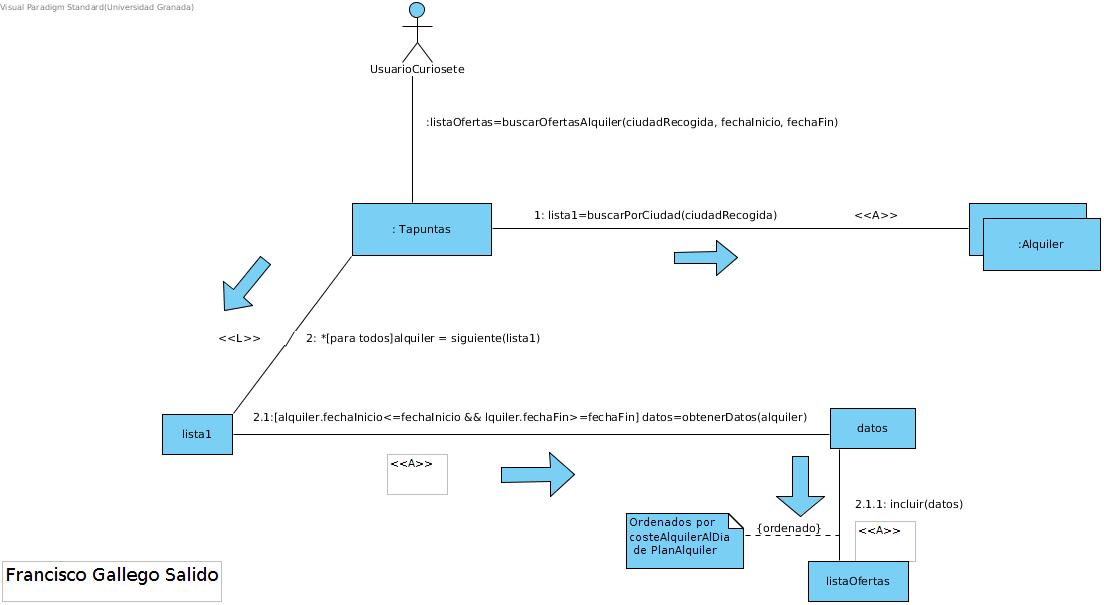 Visual Paradigm Standard(Universidad Granada)
UsuarioCuriosete
:listaOfertas=buscarOfertasAlquiler(ciudadRecogida, fechaInicio, fechaFin)
1: lista1=buscarPorCiudad(ciudadRecogida)
<<A>>
: Tapuntas
:Alquiler
<<L>>
2: *[para todos]alquiler = siguiente(lista1)
2.1:[alquiler.fechaInicio<=fechaInicio && lquiler.fechaFin>=fechaFin] datos=obtenerDatos(alquiler)
lista1
datos
<<A>>
2.1.1: incluir(datos)
Ordenados por
costeAlquilerAlDia
de PlanAlquiler
{ordenado}
<<A>>
Francisco Gallego Salido
listaOfertas